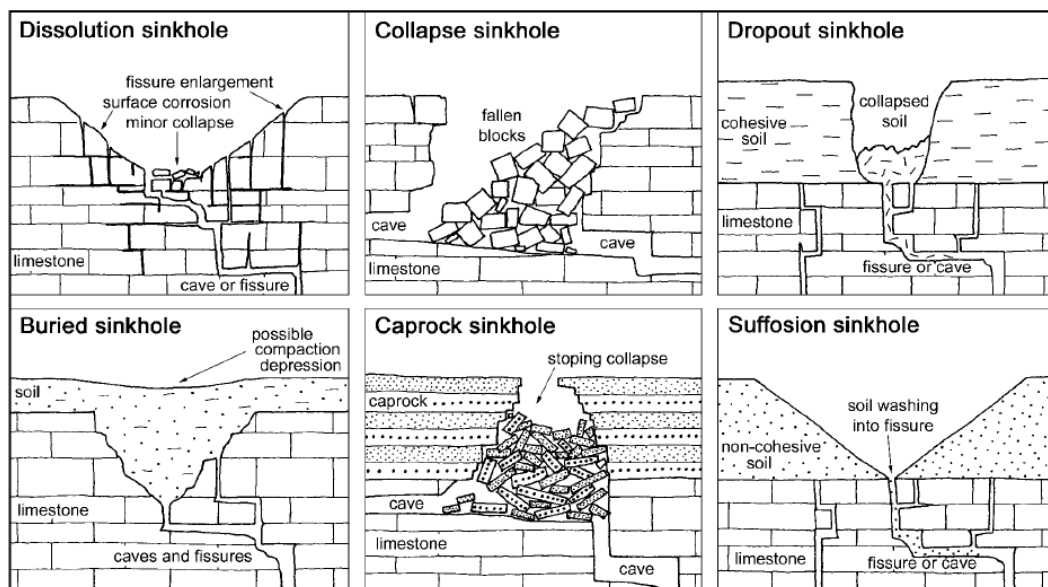 Dissolution sinkhole
fissure enlargement
surface corrosion
minor collapse
limestone
cave or fissure
Collapse sinkhole
fallen
blocks
cave
cave
limestone
Dropout sinkhole
collapsed
soil
cohesive
soil
limestone
fissure or cave
Buried sinkhole
possible
compaction
depression
soil
limestone
caves and fissures
Caprock sinkhole
stoping collapse
caprock
cave
limestone
cave
Suffosion sinkhole
soil washing
into fissure
non-cohesive
soil
limestone
fissure or cave